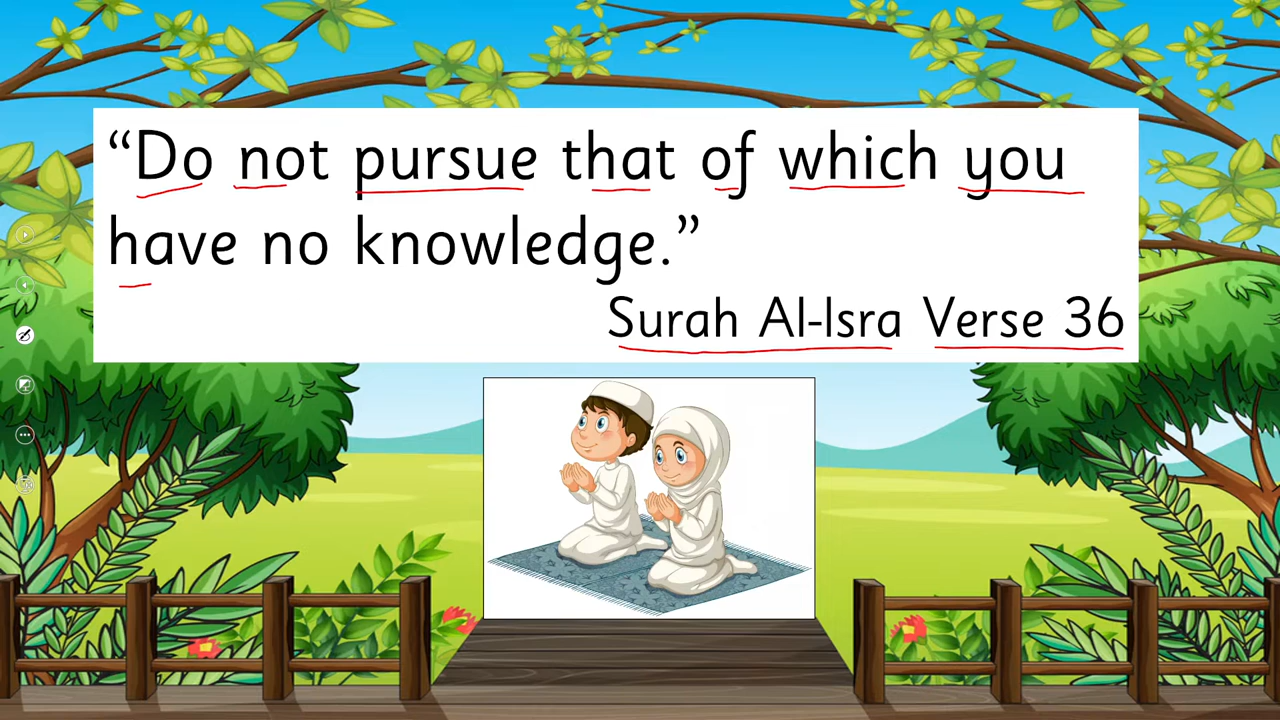 “Do not pursue that of which you
have no knowledge.”
Surah Al-Isra Verse 36